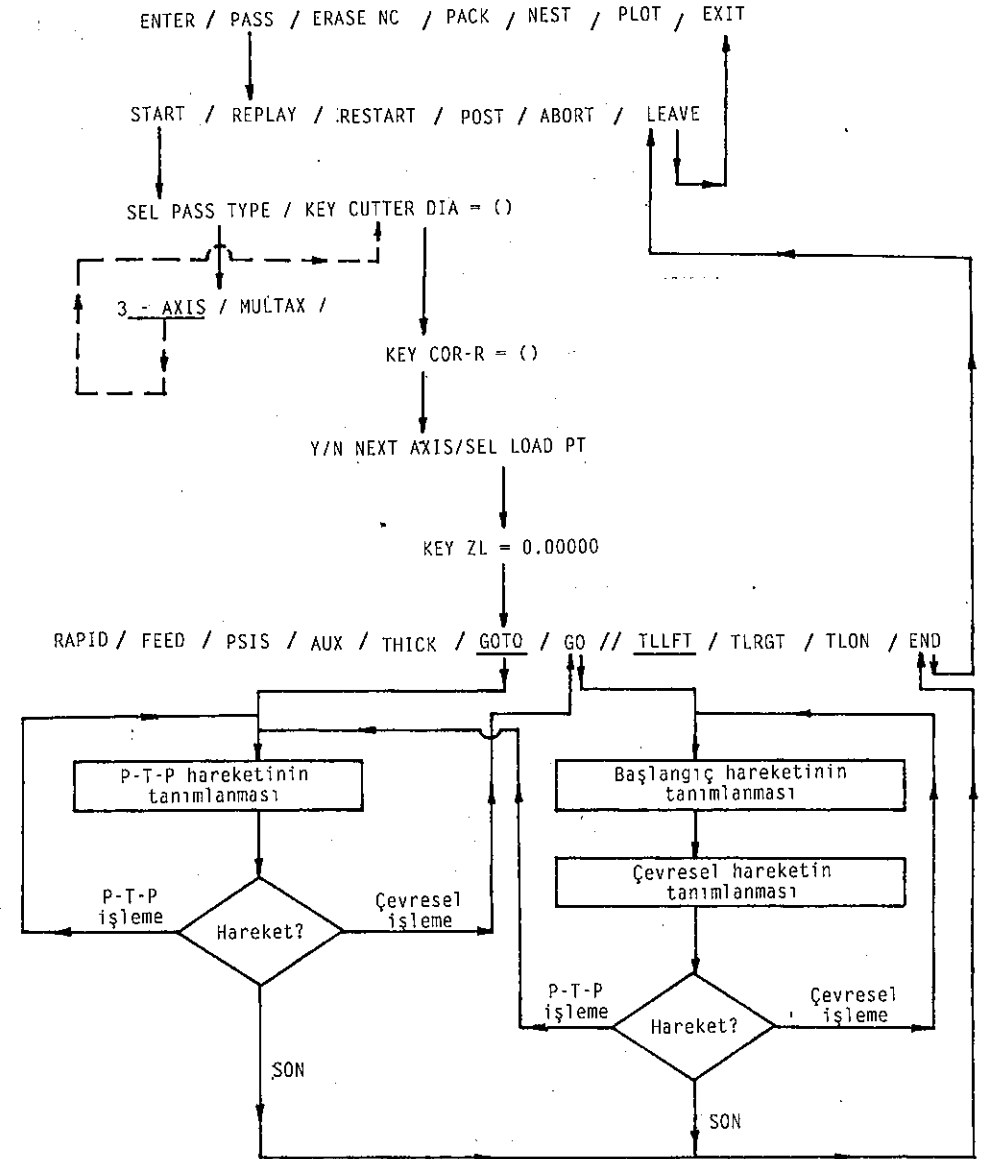 ENTER / PASS / ERASE NC / PACK / NEST / PLOT / EXIT
START / REPLAY / RESTART / POST / ABORT / LEAVE
SEL PASS TYPE / KEY CUTTER DIA = ()
3 - AXIS / MULTAX /
KEY COR-R = ()
Y/N NEXT AXIS/SEL LOAD PT
KEY ZL = 0.00000
RAPID / FEED / PSIS / AUX / THICK / GOTO / GO // TLLFT / TLRGT / TLON / END
P-T-P hareketinin
tanımlanması
Hareket?
P-T-P
işleme
Çevresel
işleme
SON
Başlangıç hareketinin
tanımlanması
Çevresel hareketin
tanımlanması
Hareket?
P-T-P
işleme
Çevresel
işleme
SON